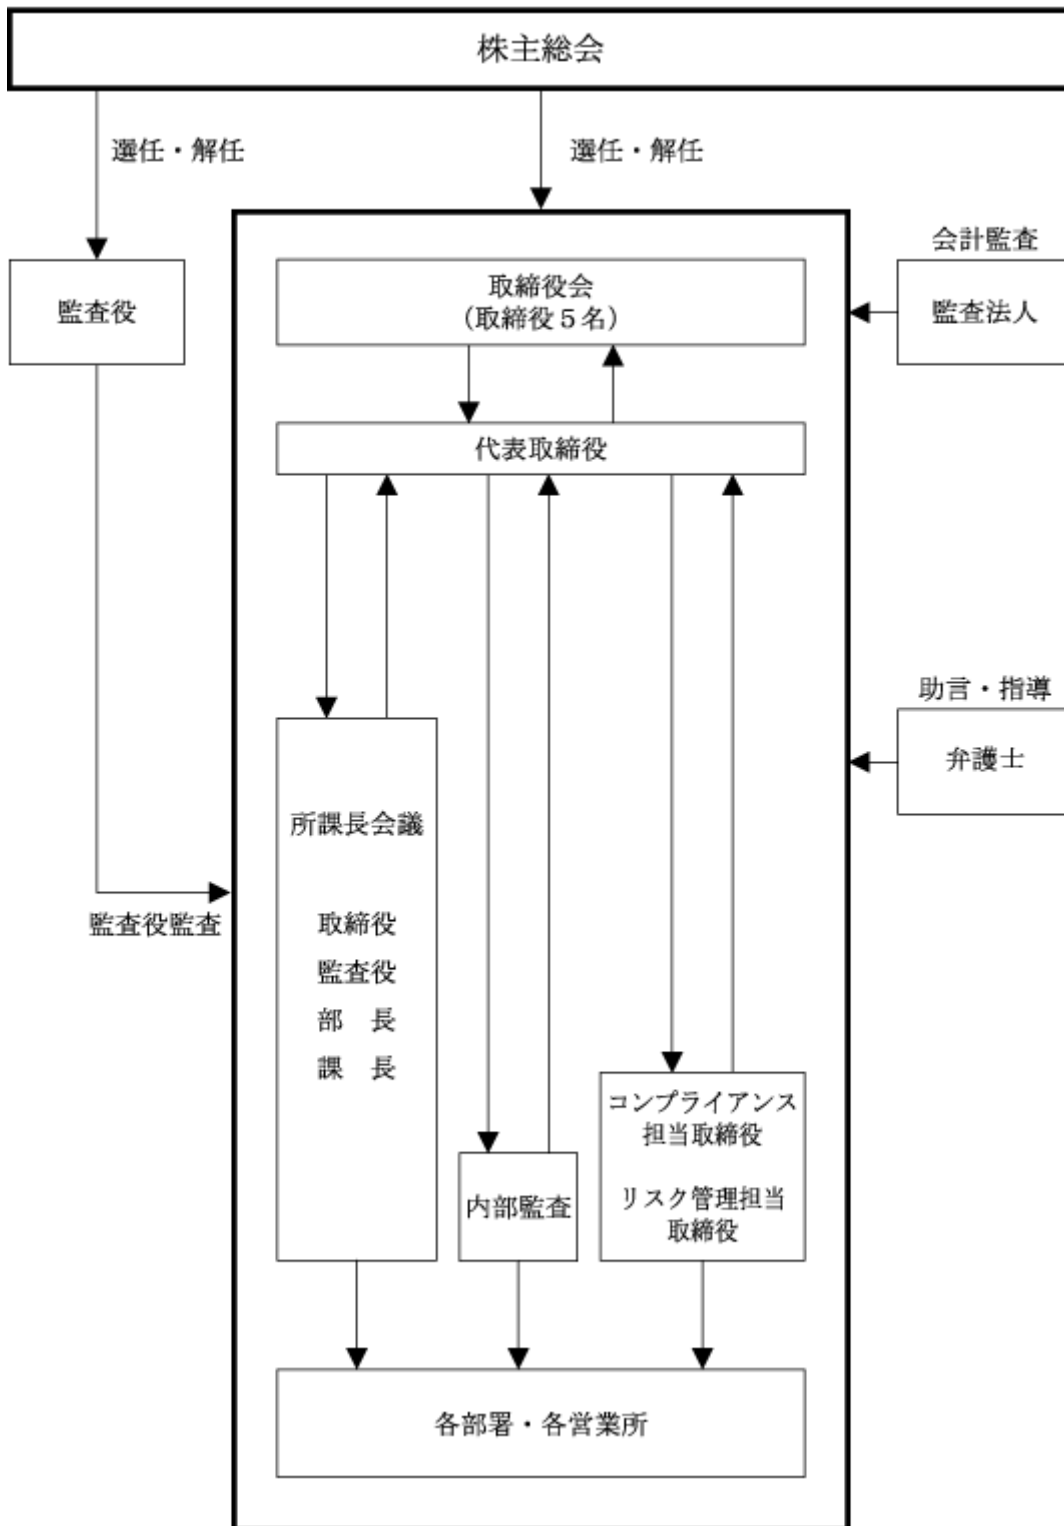 株主総会
選任・解任
選任・解任
監査役
取締役会
（取締役５名）
会計監査
監査法人
代表取締役
助言・指導
弁護士
所課長会議
取締役
監査役
部　長
課　長
監査役監査
内部監査
コンプライアンス
担当取締役
リスク管理担当
取締役
各部署・各営業所